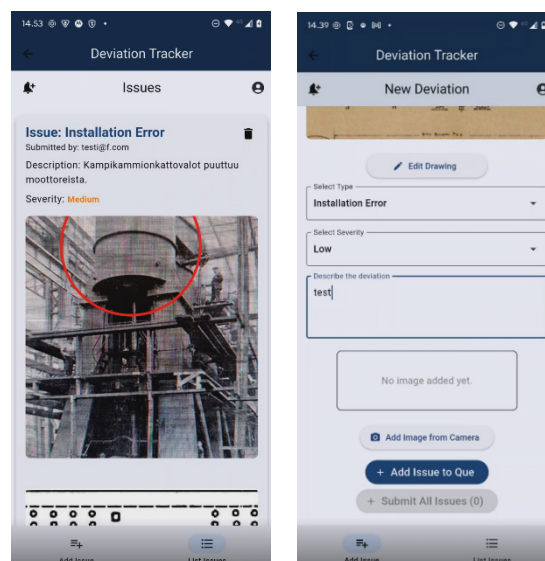 14.53
Deviation Tracker
Issues
Issue: Installation Error
Submitted by: testi@f.com
Description: Kampikammionkattovalot puuttuu
moottoreista.
Severity: Medium
Add Issue
List Issues
14.39
Deviation Tracker
New Deviation
Edit Drawing
Select Type
Installation Error
Select Severity
Low
Describe the deviation
test
No image added yet.
Add Image from Camera
+ Add Issue to Que
+ Submit All Issues (0)
Add Issue
List Issues